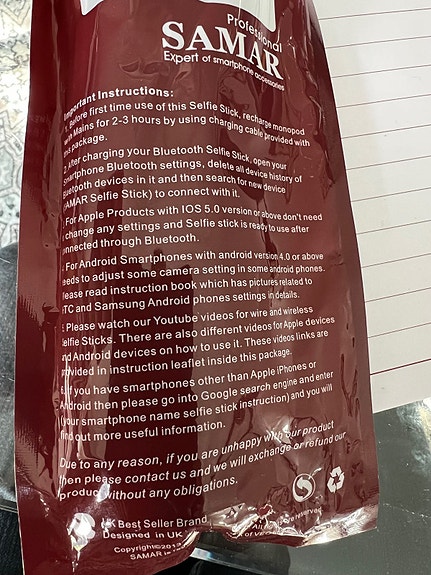 Professional
SAMAR
Expert of smartphone accessories
Important Instructions:
1. Before first time use of this Selfie Stick, recharge monopod
with Mains for 2-3 hours by using charging cable provided with
this package.
2. After charging your Bluetooth Selfie Stick, open your
Smartphone Bluetooth settings, delete all device history of
Bluetooth devices in it and then search for new device
(SAMAR Selfie Stick) to connect with it.
For Apple Products with IOS 5.0 version or above don't need
change any settings and Selfie stick is ready to use after
connected through Bluetooth.
For Android Smartphones with android version 4.0 or above
needs to adjust some camera setting in some android phones.
Please read instruction book which has pictures related to
HTC and Samsung Android phones settings in details.
Please watch our Youtube videos for wire and wireless
Selfie Sticks. There are also different videos for Apple devices
and Android devices on how to use it. These videos links are
provided in instruction leaflet inside this package.
6. If you have smartphones other than Apple iPhones or
Android then please go into Google search engine and enter
(your smartphone name selfie stick instruction) and you will
find out more useful information.
Due to any reason, if you are unhappy with our product
then please contact us and we will exchange or refund our
product without any obligations.
UK Best Seller Brand
Designed in UK
All
are reserved
Copyright©2013
SAMAR